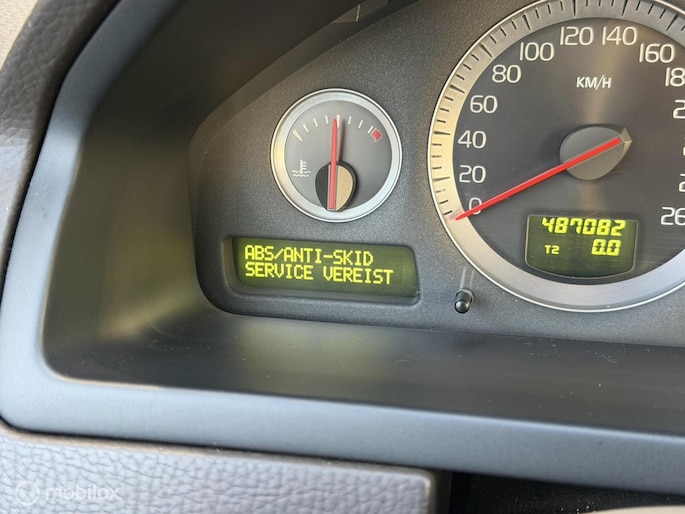 0
20
40
60
80
100
120
140
160
26
KM/H
487082
T2 0.0
ABS/ANTI-SKID
SERVICE VEREIST
mobilox